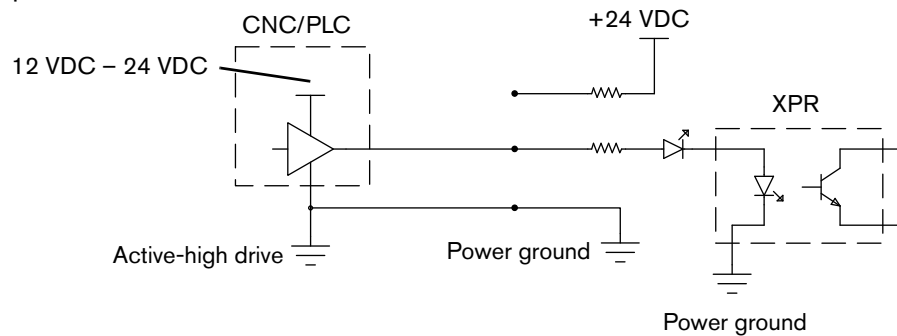 CNC/PLC
+24 VDC
12 VDC – 24 VDC
XPR
Active-high drive
Power ground
Power ground